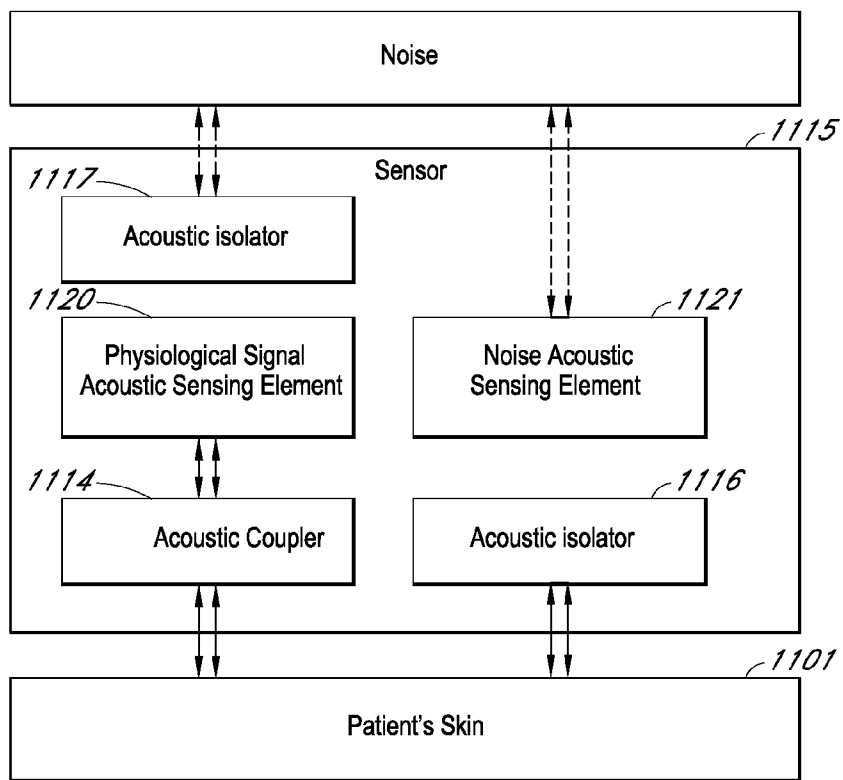 Noise
1115
Sensor
1117
Acoustic isolator
1120
Physiological Signal
Acoustic Sensing Element
1121
Noise Acoustic
Sensing Element
1114
Acoustic Coupler
1116
Acoustic isolator
1101
Patient's Skin